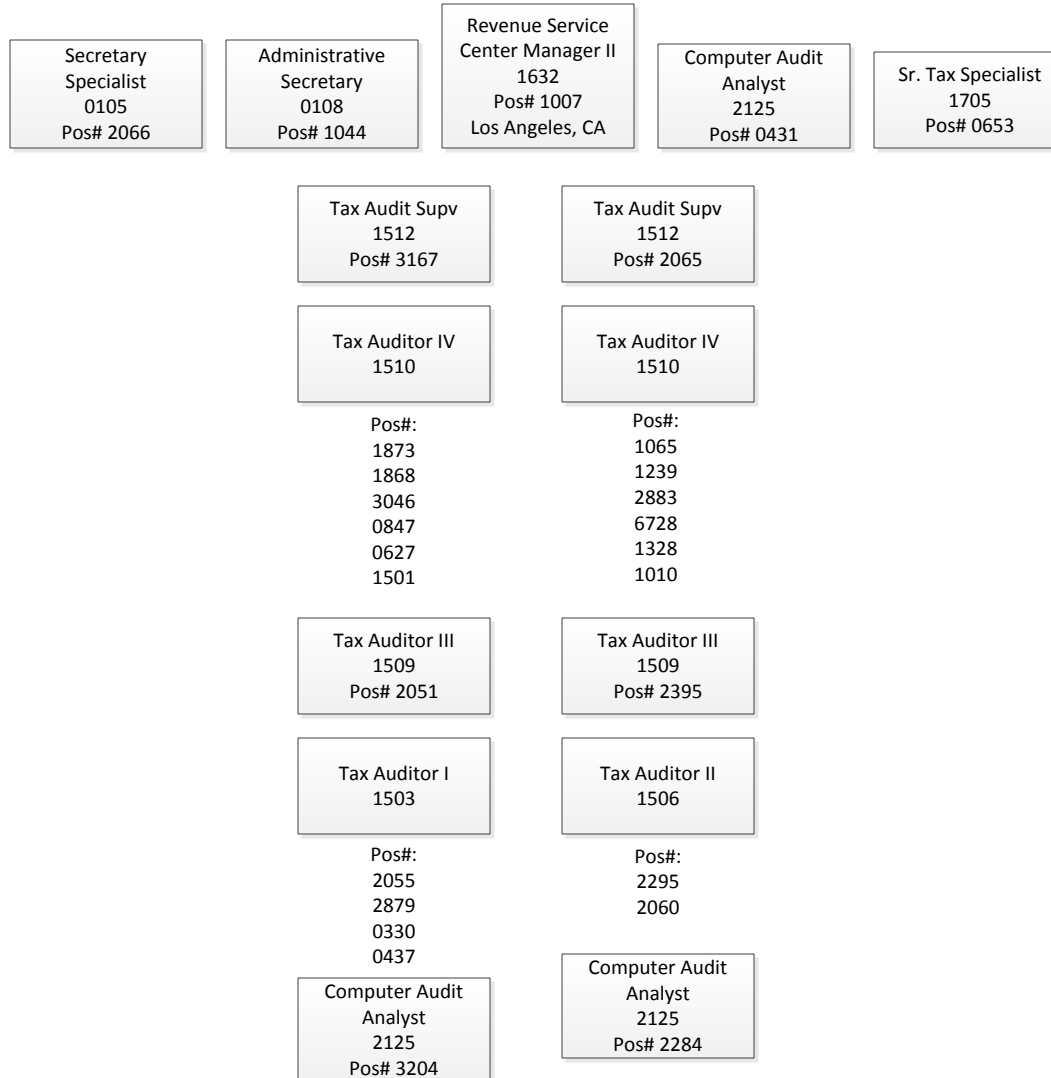 Secretary
Specialist
0105
Pos# 2066
Administrative
Secretary
0108
Pos# 1044
Revenue Service
Center Manager II
1632
Pos# 1007
Los Angeles, CA
Computer Audit
Analyst
2125
Pos# 0431
Sr. Tax Specialist
1705
Pos# 0653
Tax Audit Supv
1512
Pos# 3167
Tax Auditor IV
1510
Pos#:
1873
1868
3046
0847
0627
1501
Tax Auditor III
1509
Pos# 2051
Tax Auditor I
1503
Pos#:
2055
2879
0330
0437
Computer Audit
Analyst
2125
Pos# 3204
Tax Audit Supv
1512
Pos# 2065
Tax Auditor IV
1510
Pos#:
1065
1239
2883
6728
1328
1010
Tax Auditor III
1509
Pos# 2395
Tax Auditor II
1506
Pos#:
2295
2060
Computer Audit
Analyst
2125
Pos# 2284